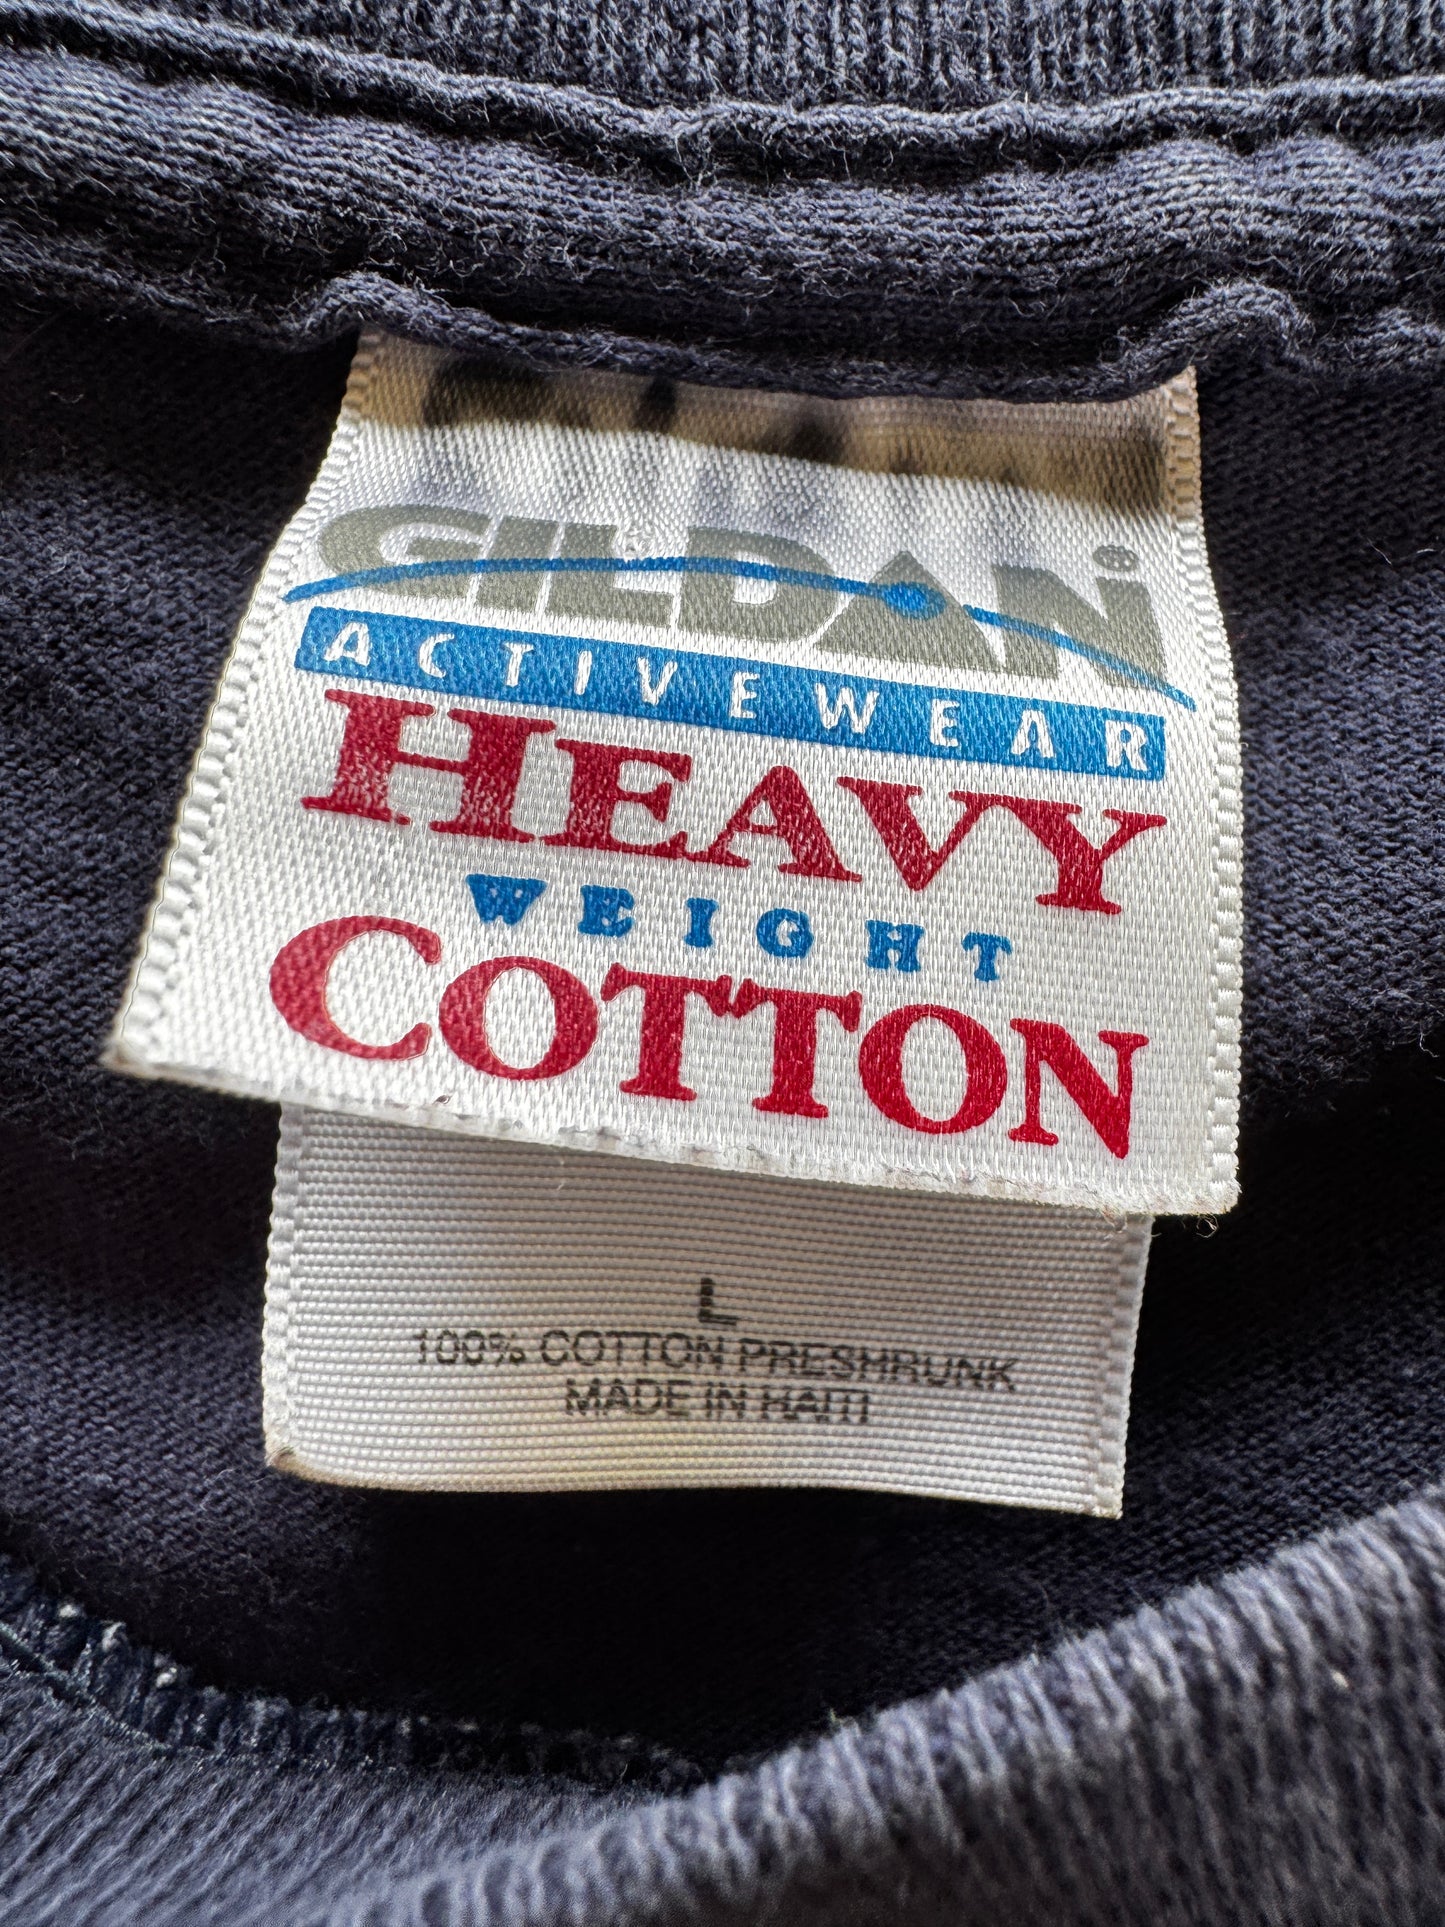 GILDAN®
ACTIVEWEAR
HEAVY
WEIGHT
COTTON
L
100% COTTON PRESHRUNK
MADE IN HAITI